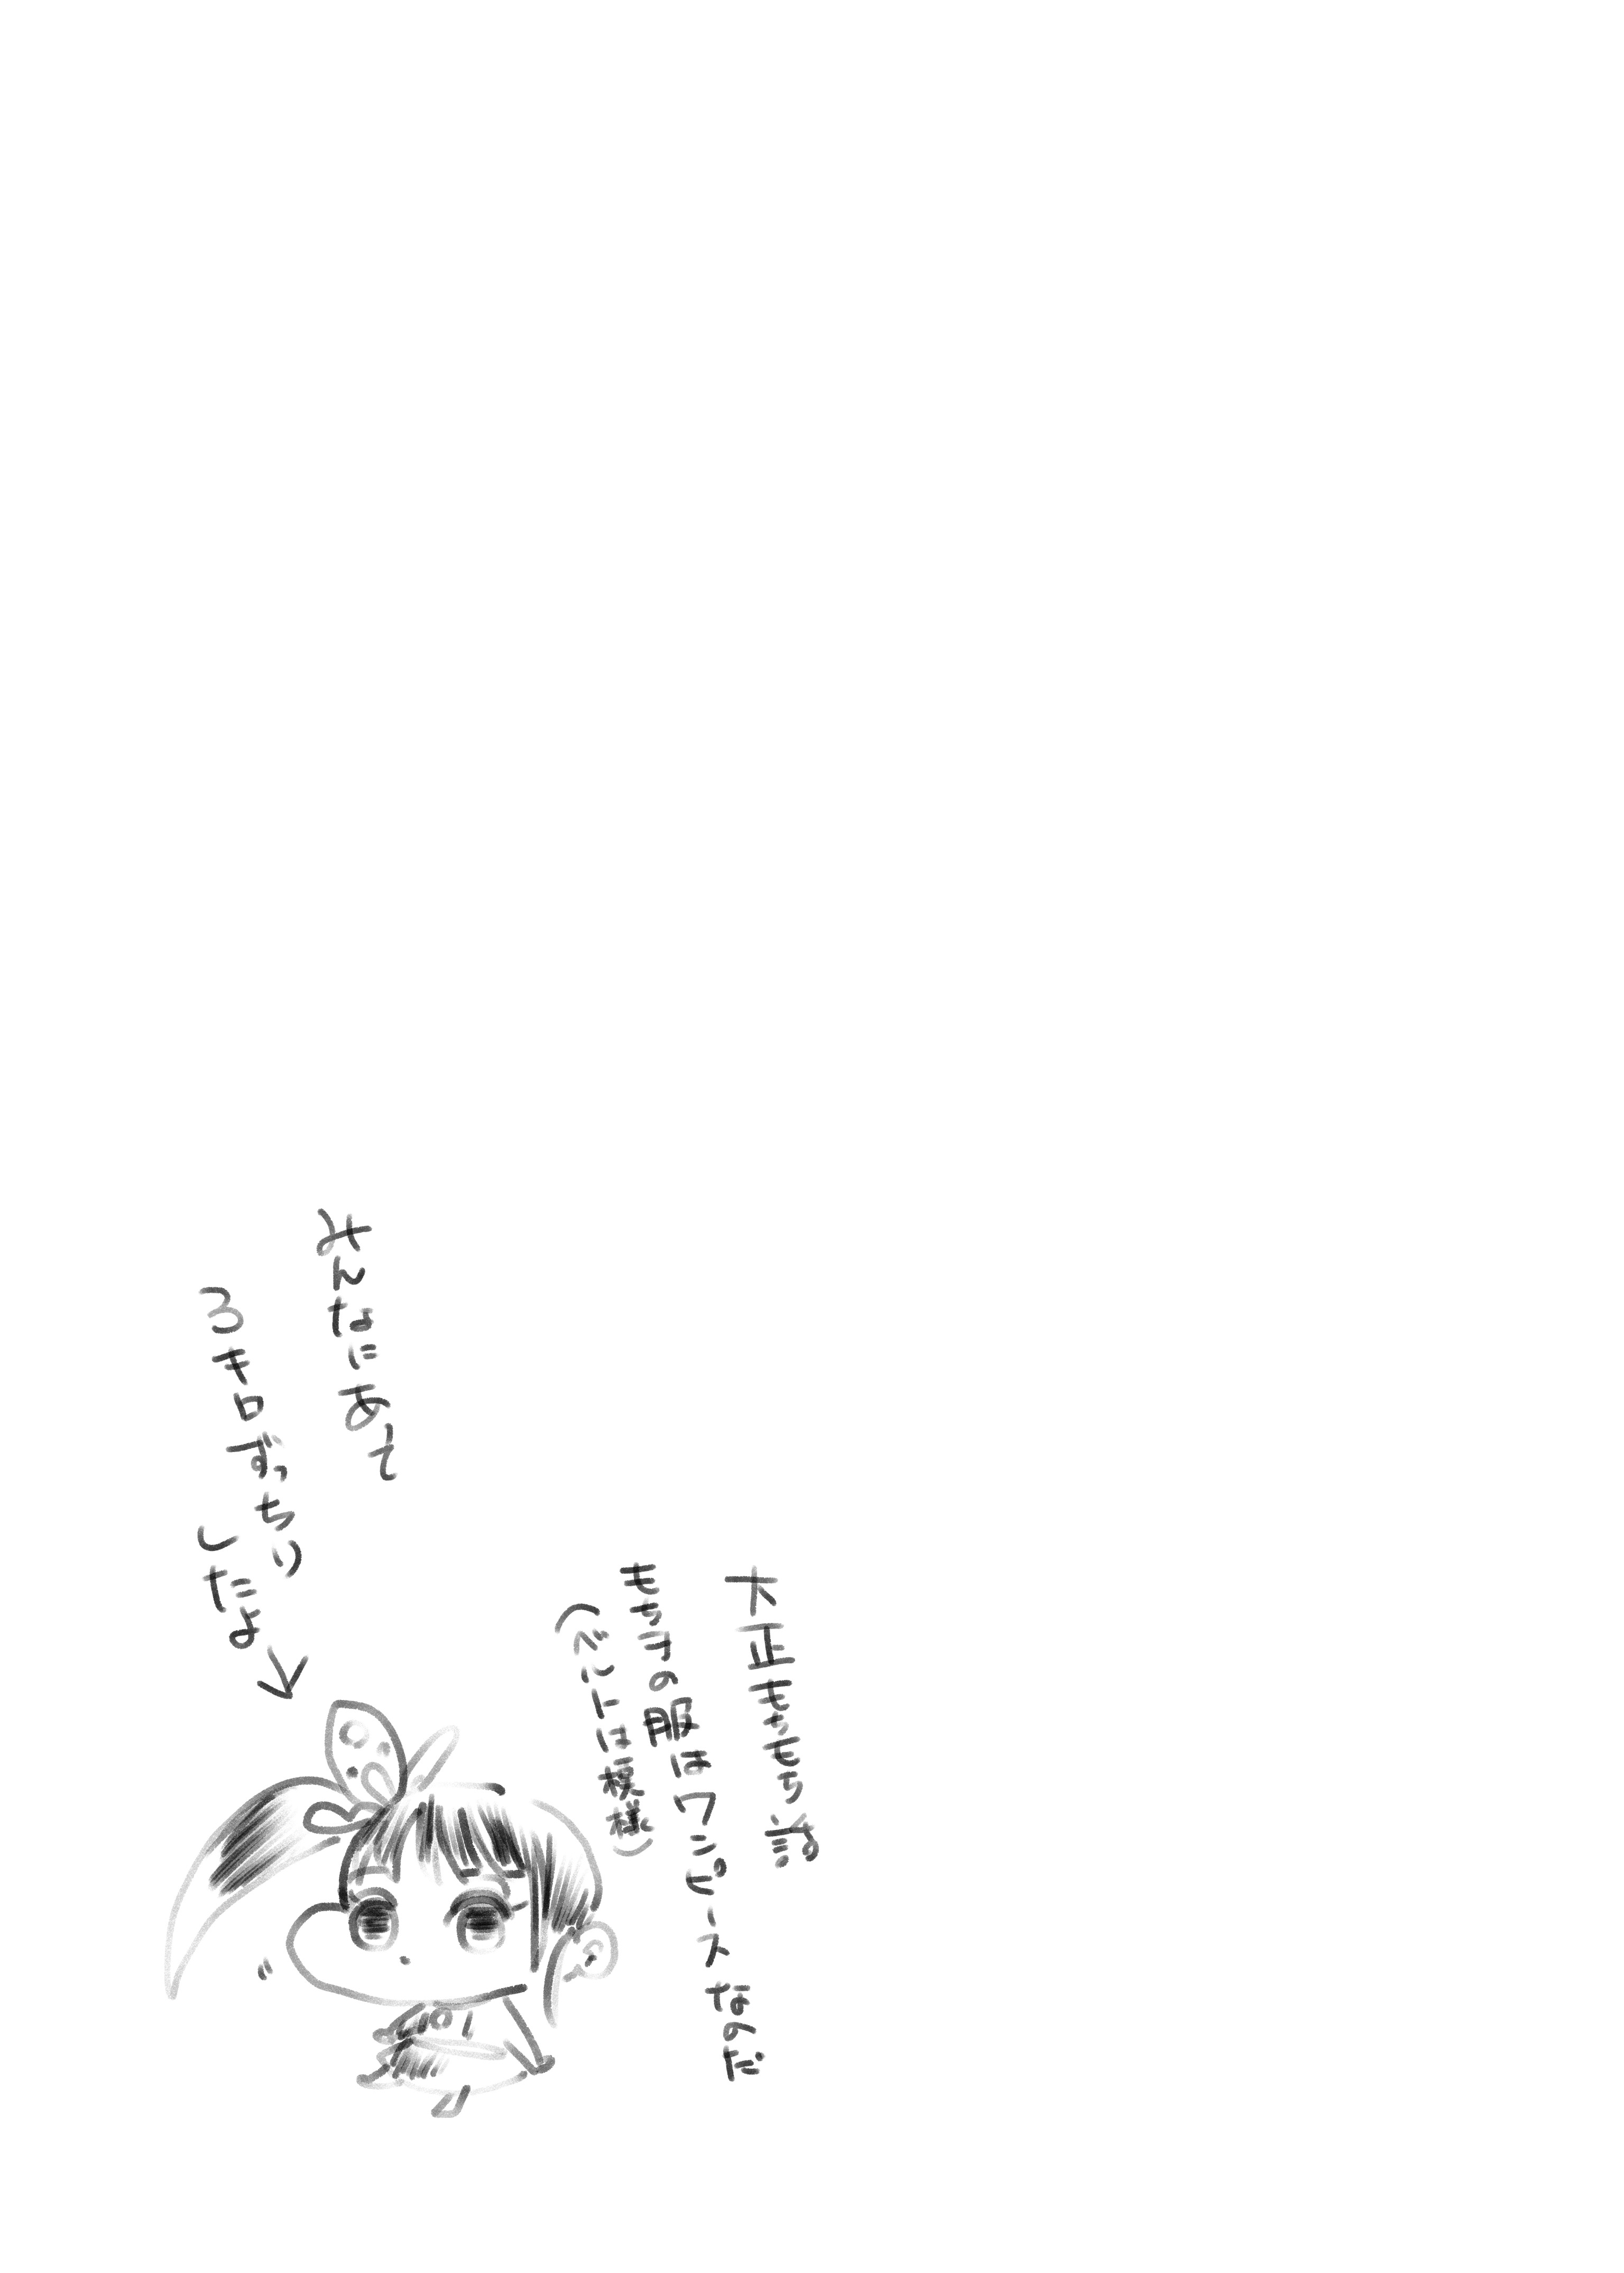 大正もちもち噂
もち子の服はワンピースなのだ
(ベルトは模様)
みんなにあて
3キロずっちり
したよ